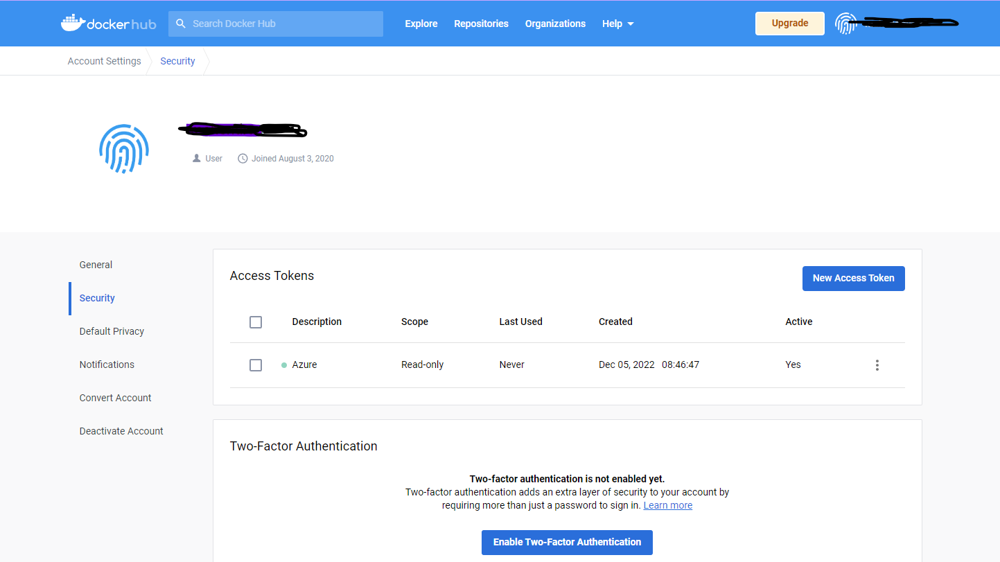 docker hub Search Docker Hub Explore Repositories Organizations Help Upgrade
Account Settings Security
User Joined August 3, 2020
General
Security
Default Privacy
Notifications
Convert Account
Deactivate Account
Access Tokens New Access Token
Description Scope Last Used Created Active
Azure Read-only Never Dec 05, 2022 08:46:47 Yes
Two-Factor Authentication
Two-factor authentication is not enabled yet.
Two-factor authentication adds an extra layer of security to your account by
requiring more than just a password to sign in. Learn more
Enable Two-Factor Authentication